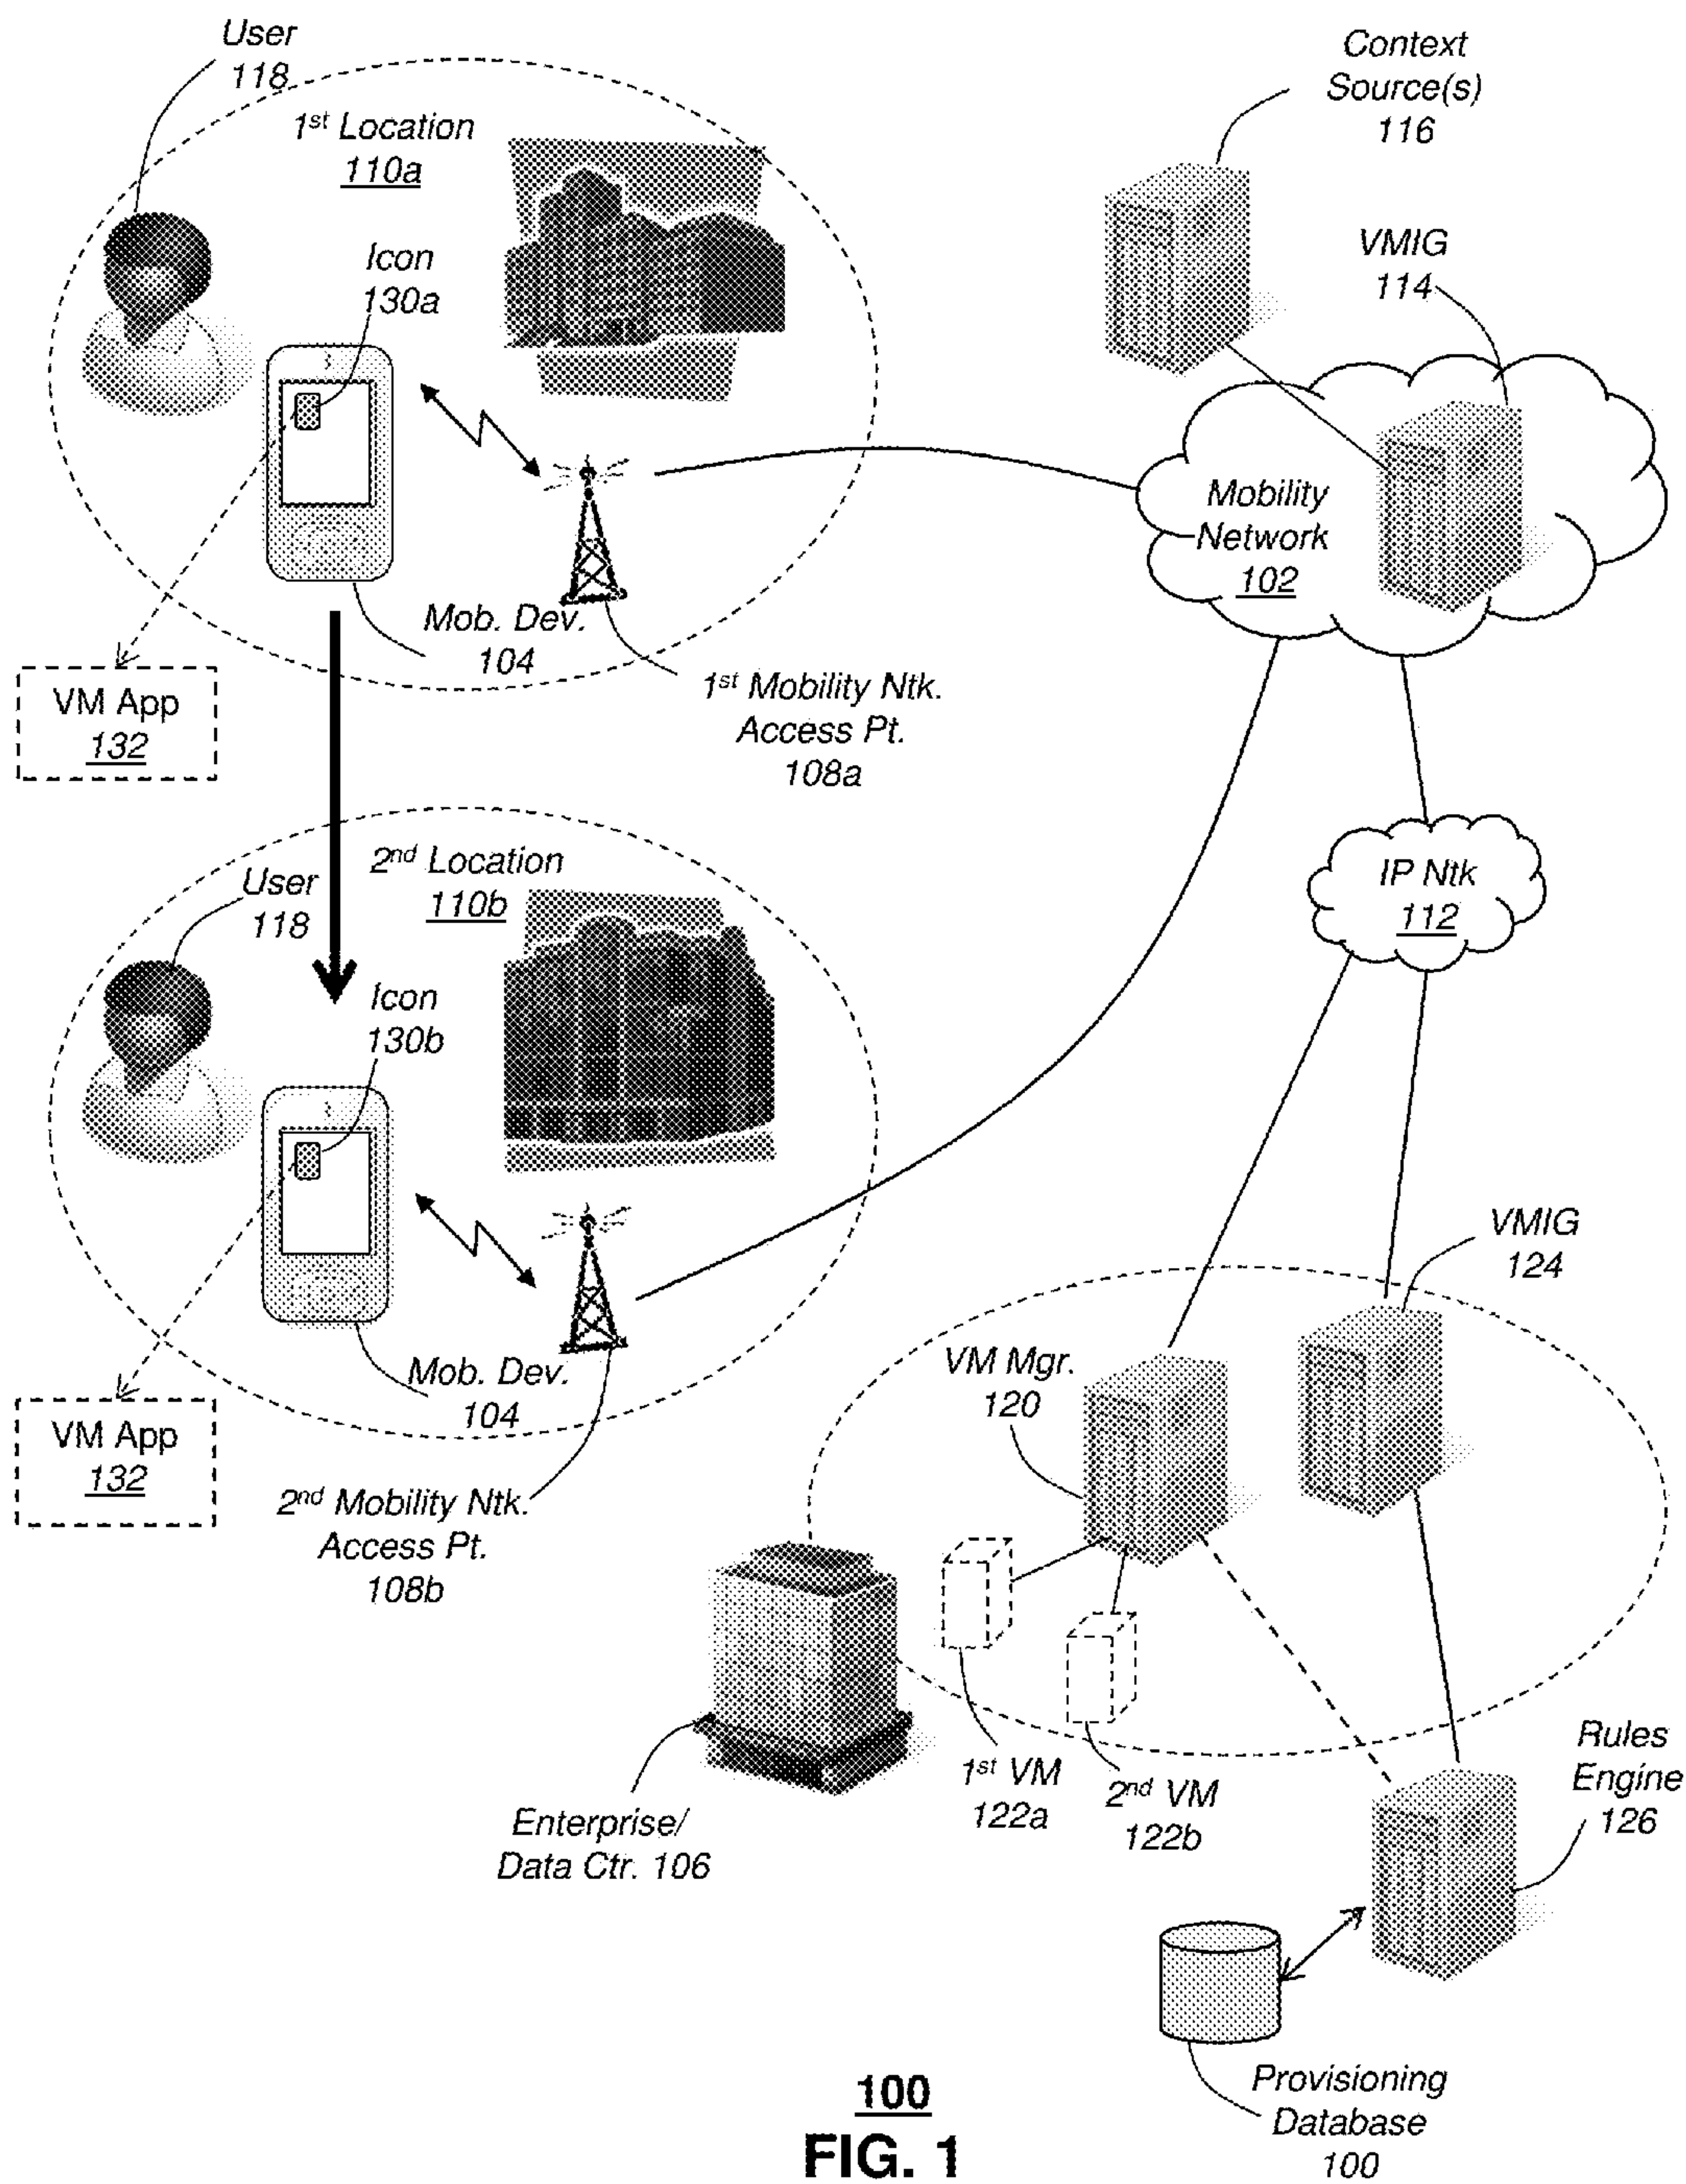 User
118
1st Location
110a
Icon
130a
Context
Source(s)
116
VMIG
114
Mobility
Network
102
Mob. Dev.
104
1st Mobility Ntk.
Access Pt.
108a
VM App
132
2nd Location
110b
User
118
Icon
130b
IP Ntk
112
VMIG
124
VM Mgr.
120
Mob. Dev.
104
VM App
132
2nd Mobility Ntk.
Access Pt.
108b
1st VM
122a
2nd VM
122b
Rules
Engine
126
Enterprise/
Data Ctr. 106
Provisioning
Database
100
100
FIG. 1